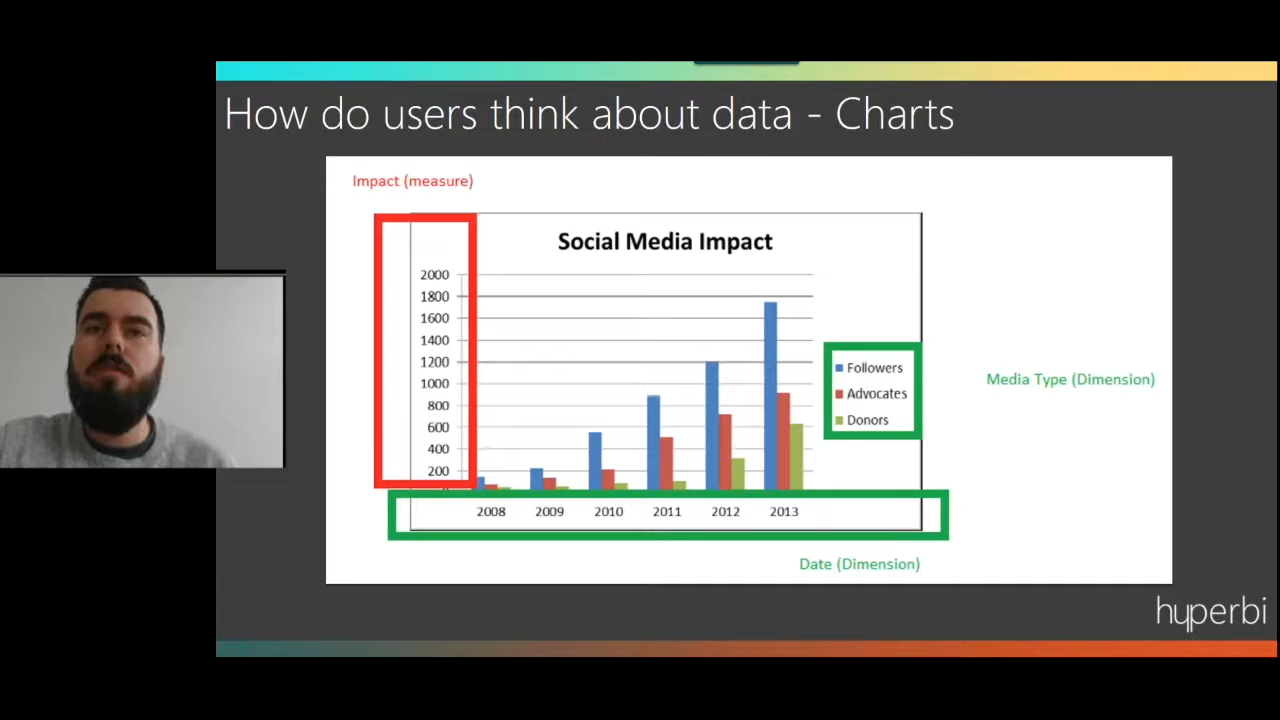 How do users think about data - Charts
Impact (measure)
Social Media Impact
2000
1800
1600
1400
1200
1000
800
600
400
200
Followers
Advocates
Donors
Media Type (Dimension)
2008 2009 2010 2011 2012 2013
Date (Dimension)
hyperbi